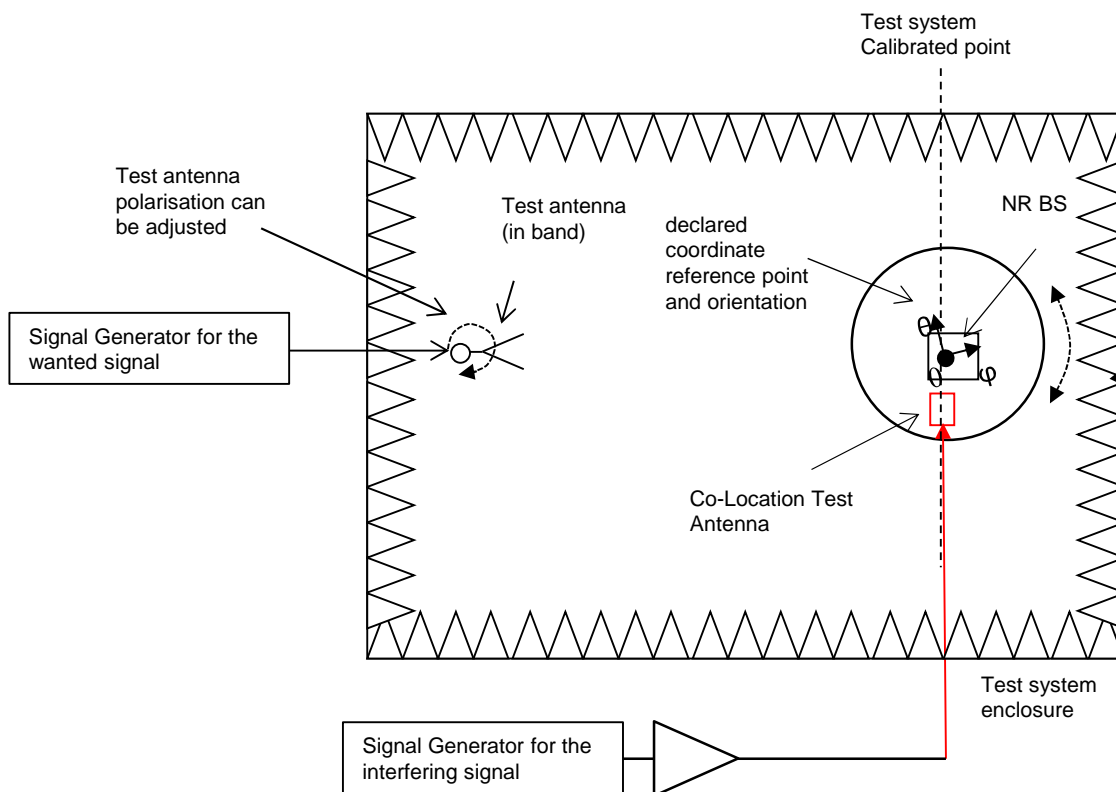 Test system
Calibrated point
Test antenna
polarisation can
be adjusted
Test antenna
(in band)
declared
coordinate
reference point
and orientation
NR BS
Signal Generator for the
wanted signal
θ
0
φ
Co-Location Test
Antenna
Test system
enclosure
Signal Generator for the
interfering signal